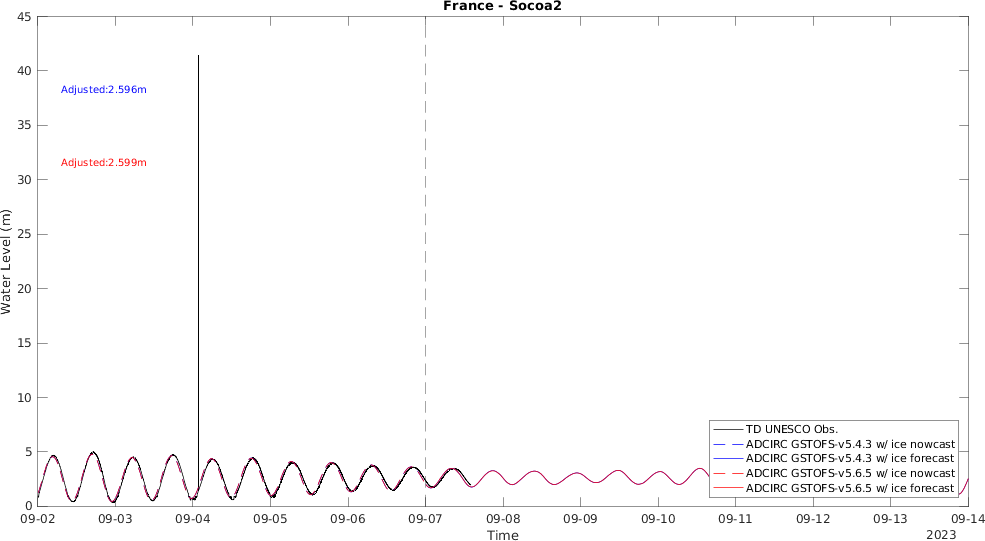 France - Socoa2
45
40
35
30
25
20
15
10
5
0
Water Level (m)
Adjusted:2.596m
Adjusted:2.599m
TD UNESCO Obs.
ADCIRC GSTOFS-v5.4.3 w/ ice nowcast
ADCIRC GSTOFS-v5.4.3 w/ ice forecast
ADCIRC GSTOFS-v5.6.5 w/ ice nowcast
ADCIRC GSTOFS-v5.6.5 w/ ice forecast
09-02 09-03 09-04 09-05 09-06 09-07 09-08 09-09 09-10 09-11 09-12 09-13 09-14
Time
2023